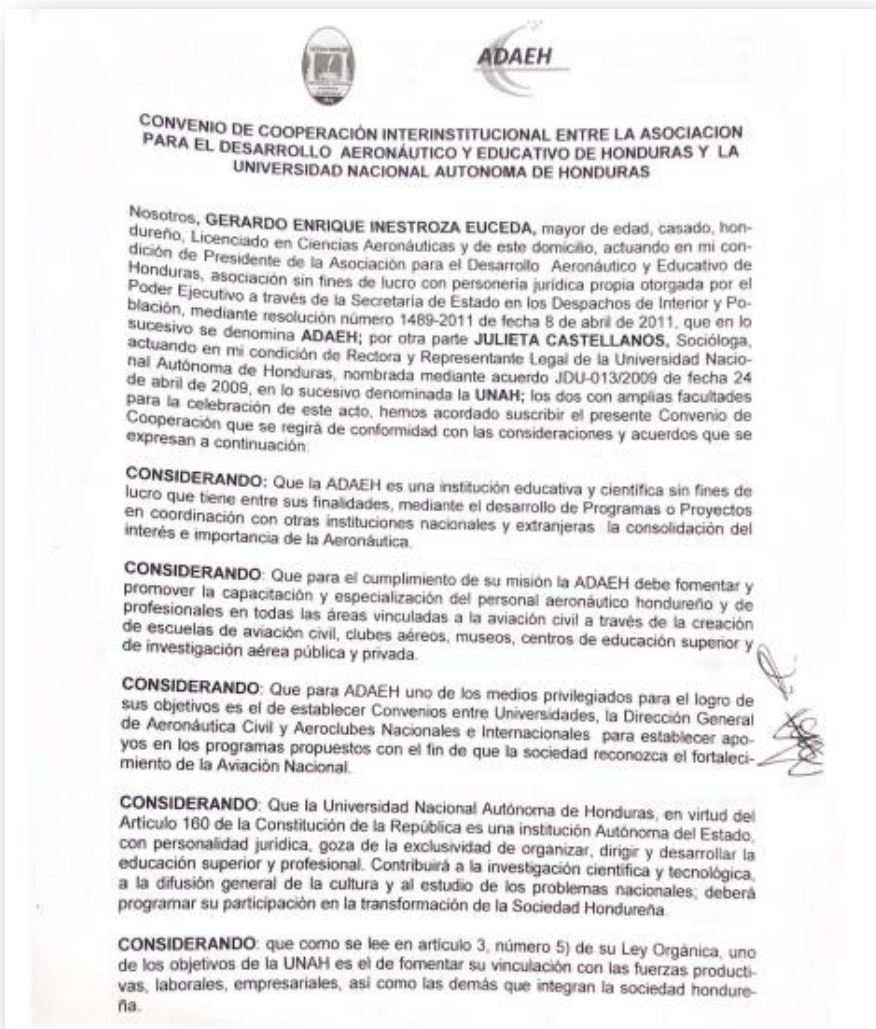 ADAEH
CONVENIO DE COOPERACIÓN INTERINSTITUCIONAL ENTRE LA ASOCIACION
PARA EL DESARROLLO AERONÁUTICO Y EDUCATIVO DE HONDURAS Y LA
UNIVERSIDAD NACIONAL AUTONOMA DE HONDURAS
Nosotros, GERARDO ENRIQUE INESTROZA EUCEDA, mayor de edad, casado, hon-
dureño, Licenciado en Ciencias Aeronáuticas y de este domicilio, actuando en mi con-
dición de Presidente de la Asociación para el Desarrollo Aeronáutico y Educativo de
Honduras, asociación sin fines de lucro con personería jurídica propia otorgada por el
Poder Ejecutivo a través de la Secretaría de Estado en los Despachos de Interior y Po-
blación, mediante resolución número 1489-2011 de fecha 8 de abril de 2011, que en lo
sucesivo se denomina ADAEH; por otra parte JULIETA CASTELLANOS, Socióloga,
actuando en mi condición de Rectora y Representante Legal de la Universidad Nacio-
nal Autónoma de Honduras, nombrada mediante acuerdo JDU-013/2009 de fecha 24
de abril de 2009, en lo sucesivo denominada la UNAH; los dos con amplias facultades
para la celebración de este acto, hemos acordado suscribir el presente Convenio de
Cooperación que se regirá de conformidad con las consideraciones y acuerdos que se
expresan a continuación:
CONSIDERANDO: Que la ADAEH es una institución educativa y científica sin fines de
lucro que tiene entre sus finalidades, mediante el desarrollo de Programas o Proyectos
en coordinación con otras instituciones nacionales y extranjeras la consolidación del
interés e importancia de la Aeronáutica.
CONSIDERANDO: Que para el cumplimiento de su misión la ADAEH debe fomentar y
promover la capacitación y especialización del personal aeronáutico hondureño y de
profesionales en todas las áreas vinculadas a la aviación civil a través de la creación
de escuelas de aviación civil, clubes aéreos, museos, centros de educación superior y
de investigación aérea pública y privada.
CONSIDERANDO: Que para ADAEH uno de los medios privilegiados para el logro de
sus objetivos es el de establecer Convenios entre Universidades, la Dirección General
de Aeronáutica Civil y Aeroclubes Nacionales e Internacionales para establecer apo-
yos en los programas propuestos con el fin de que la sociedad reconozca el fortaleci-
miento de la Aviación Nacional.
CONSIDERANDO: Que la Universidad Nacional Autónoma de Honduras, en virtud del
Artículo 160 de la Constitución de la República es una institución Autónoma del Estado,
con personalidad jurídica, goza de la exclusividad de organizar, dirigir y desarrollar la
educación superior y profesional. Contribuirá a la investigación científica y tecnológica,
a la difusión general de la cultura y al estudio de los problemas nacionales; deberá
programar su participación en la transformación de la Sociedad Hondureña.
CONSIDERANDO: que como se lee en artículo 3, número 5) de su Ley Orgánica, uno
de los objetivos de la UNAH es el de fomentar su vinculación con las fuerzas producti-
vas, laborales, empresariales, así como las demás que integran la sociedad hondure-
ña.